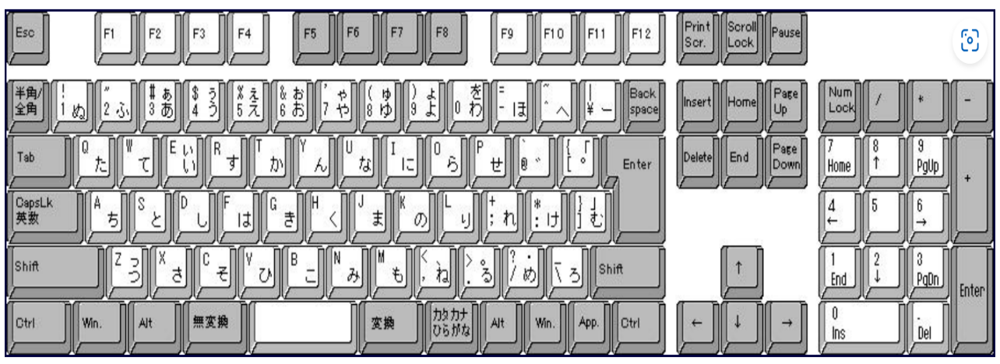 Esc F1 F2 F3 F4 F5 F6 F7 F8 F9 F10 F11 F12 Print Scroll Pause
Scr. Lock
半角/ ! " # ぁ $ ぅ % ぇ & ぉ ' ゃ ( ゅ ) ょ を = ~ | Back Insert Home Page Num / * -
全角 1 ぬ 2 ふ 3 あ 4 う 5 え 6 お 7 や 8 ゆ 9 よ 0 わ - ほ ^ へ ¥ ー space Up Lock
Tab Q た W て E ぃ R す T か Y ん U な I に O ら P せ ` { 「 Enter Delete End Page 7 8 9 +
い @ ゛ [ ゜ Down Home ↑ PgUp
CapsLk A ち S と D し F は G き H く J ま K の L り + * } 」 4 5 6
英数 ; れ : け ] む ← →
Shift Z っ X さ C そ V ひ B こ N み M も < 、 > 。 ? ・ _ Shift ↑ 1 2 3 Enter
つ , ね . る / め \ ろ End ↓ PgDn
Ctrl Win. Alt 無変換 変換 カタカナ Alt Win. App. Ctrl ← ↓ → 0 .
ひらがな Ins Del